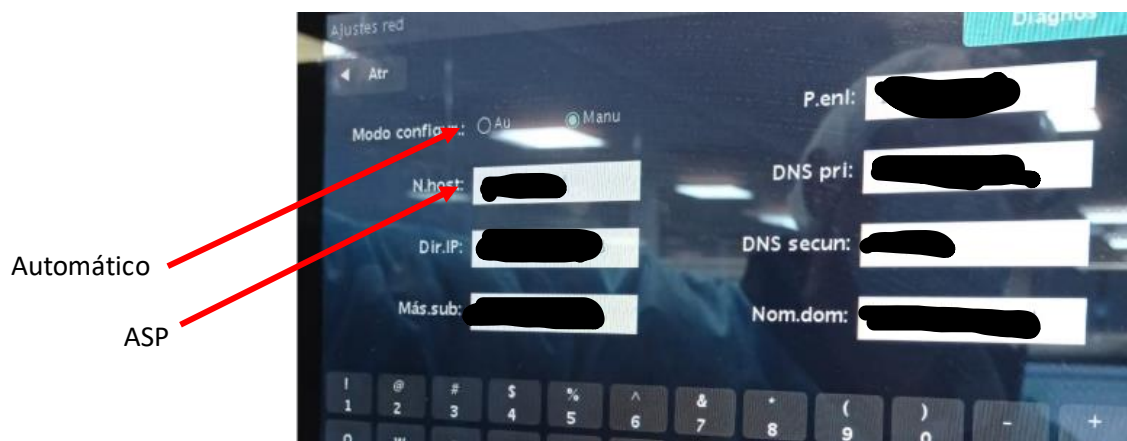 Ajustes red
Diagnos
Atr
Modo configur.:
Au
Manu
N.host:
Dir.IP:
Más.sub:
P.enl:
DNS pri:
DNS secun:
Nom.dom:
Automático
ASP
! @ # $ % ^ & * ( ) - +
1 2 3 4 5 6 7 8 9 0